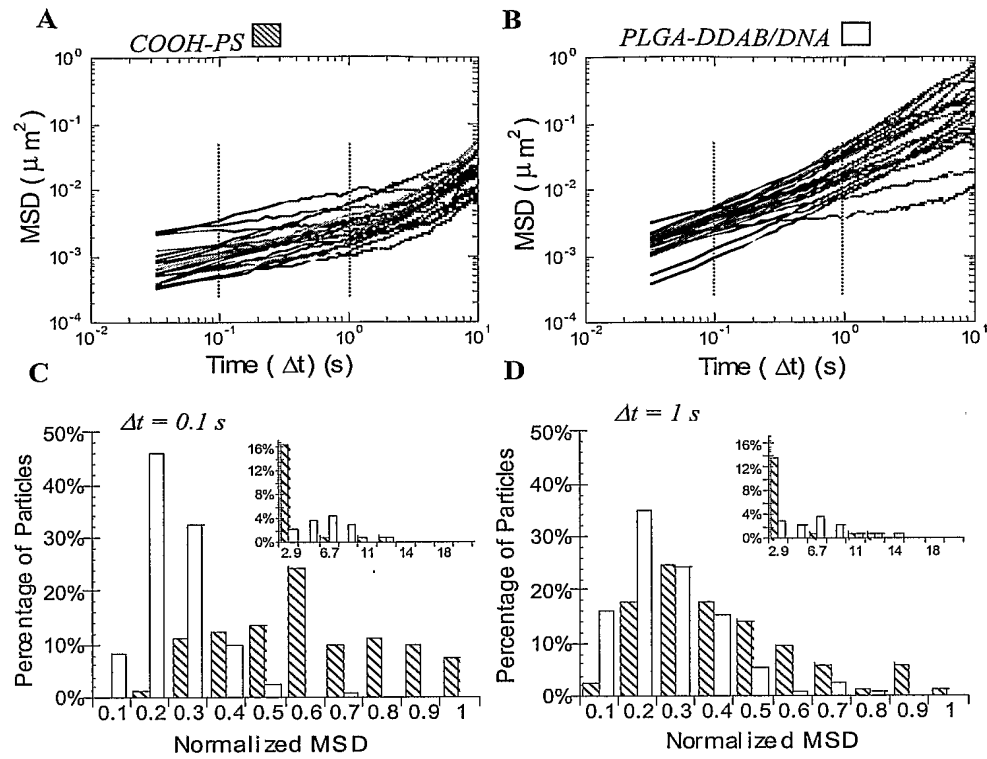 A
B
COOH-PS
PLGA-DDAB/DNA
10^0
10^-1
10^-2
10^-3
10^-4
MSD (μm²)
10^-2
10^-1
10^0
10^1
Time (Δt) (s)
10^0
10^-1
10^-2
10^-3
10^-4
MSD (μm²)
10^-2
10^-1
10^0
10^1
Time (Δt) (s)
C
D
Δt = 0.1 s
50%
40%
30%
20%
10%
0%
Percentage of Particles
16%
12%
8%
4%
0%
2.9 6.7 11 14 18
0.1 0.2 0.3 0.4 0.5 0.6 0.7 0.8 0.9 1
Normalized MSD
Δt = 1 s
50%
40%
30%
20%
10%
0%
Percentage of Particles
16%
12%
8%
4%
0%
2.9 6.7 11 14 18
0.1 0.2 0.3 0.4 0.5 0.6 0.7 0.8 0.9 1
Normalized MSD